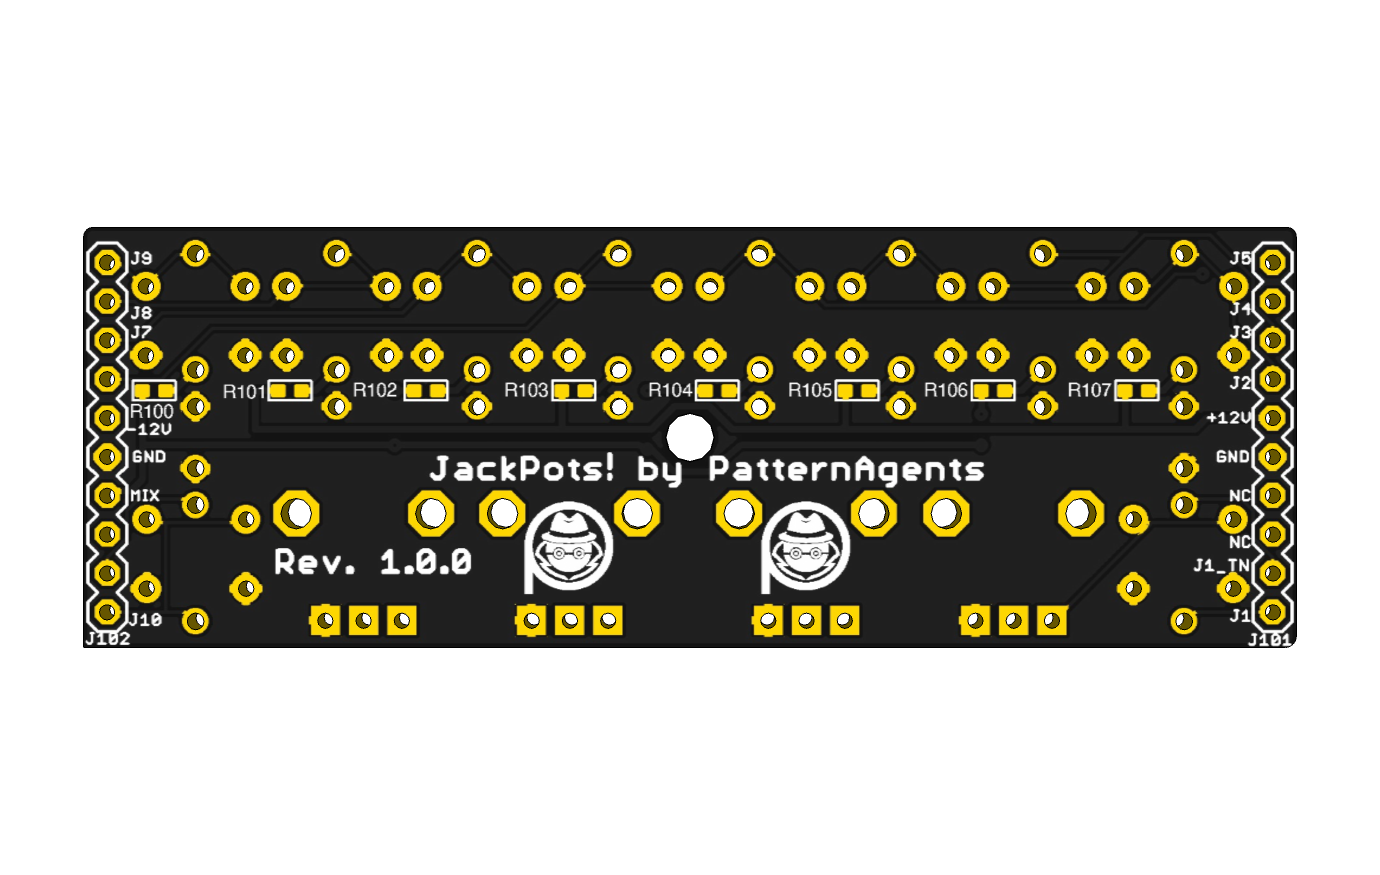 J9
J5
J8
J4
J7
J3
J2
R100
R101
R102
R103
R104
R105
R106
R107
-12V
+12V
GND
GND
JackPots! by PatternAgents
MIX
NC
NC
Rev. 1.0.0
J1_TN
J10
J1
J102
J101